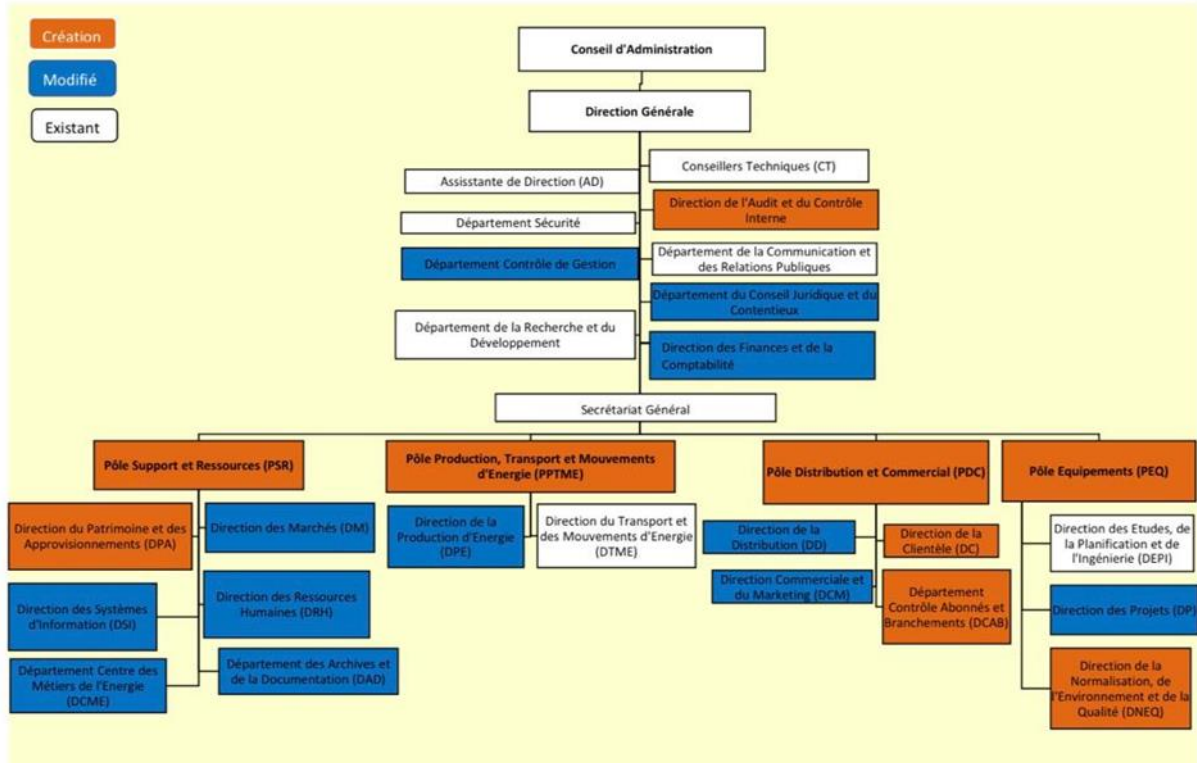 Création
Modifié
Existant
Conseil d'Administration
Direction Générale
Conseillers Techniques (CT)
Assisstante de Direction (AD)
Direction de l'Audit et du Contrôle
Interne
Département Sécurité
Département de la Communication et
des Relations Publiques
Département Contrôle de Gestion
Département du Conseil Juridique et du
Contentieux
Département de la Recherche et du
Développement
Direction des Finances et de la
Comptabilité
Secrétariat Général
Pôle Support et Ressources (PSR)
Pôle Production, Transport et Mouvements
d'Energie (PPTME)
Pôle Distribution et Commercial (PDC)
Pôle Equipements (PEQ)
Direction du Patrimoine et des
Approvisionnements (DPA)
Direction des Marchés (DM)
Direction des Systèmes
d'Information (DSI)
Direction des Ressources
Humaines (DRH)
Département Centre des
Métiers de l'Energie
(DCME)
Département des Archives et
de la Documentation (DAD)
Direction de la
Production d'Energie
(DPE)
Direction du Transport et
des Mouvements d'Energie
(DTME)
Direction de la
Distribution (DD)
Direction de la
Clientèle (DC)
Direction Commerciale et
du Marketing (DCM)
Département
Contrôle Abonnés et
Branchements (DCAB)
Direction des Etudes, de
la Planification et de
l'Ingénierie (DEPI)
Direction des Projets (DP)
Direction de la
Normalisation, de
l'Environnement et de la
Qualité (DNEQ)